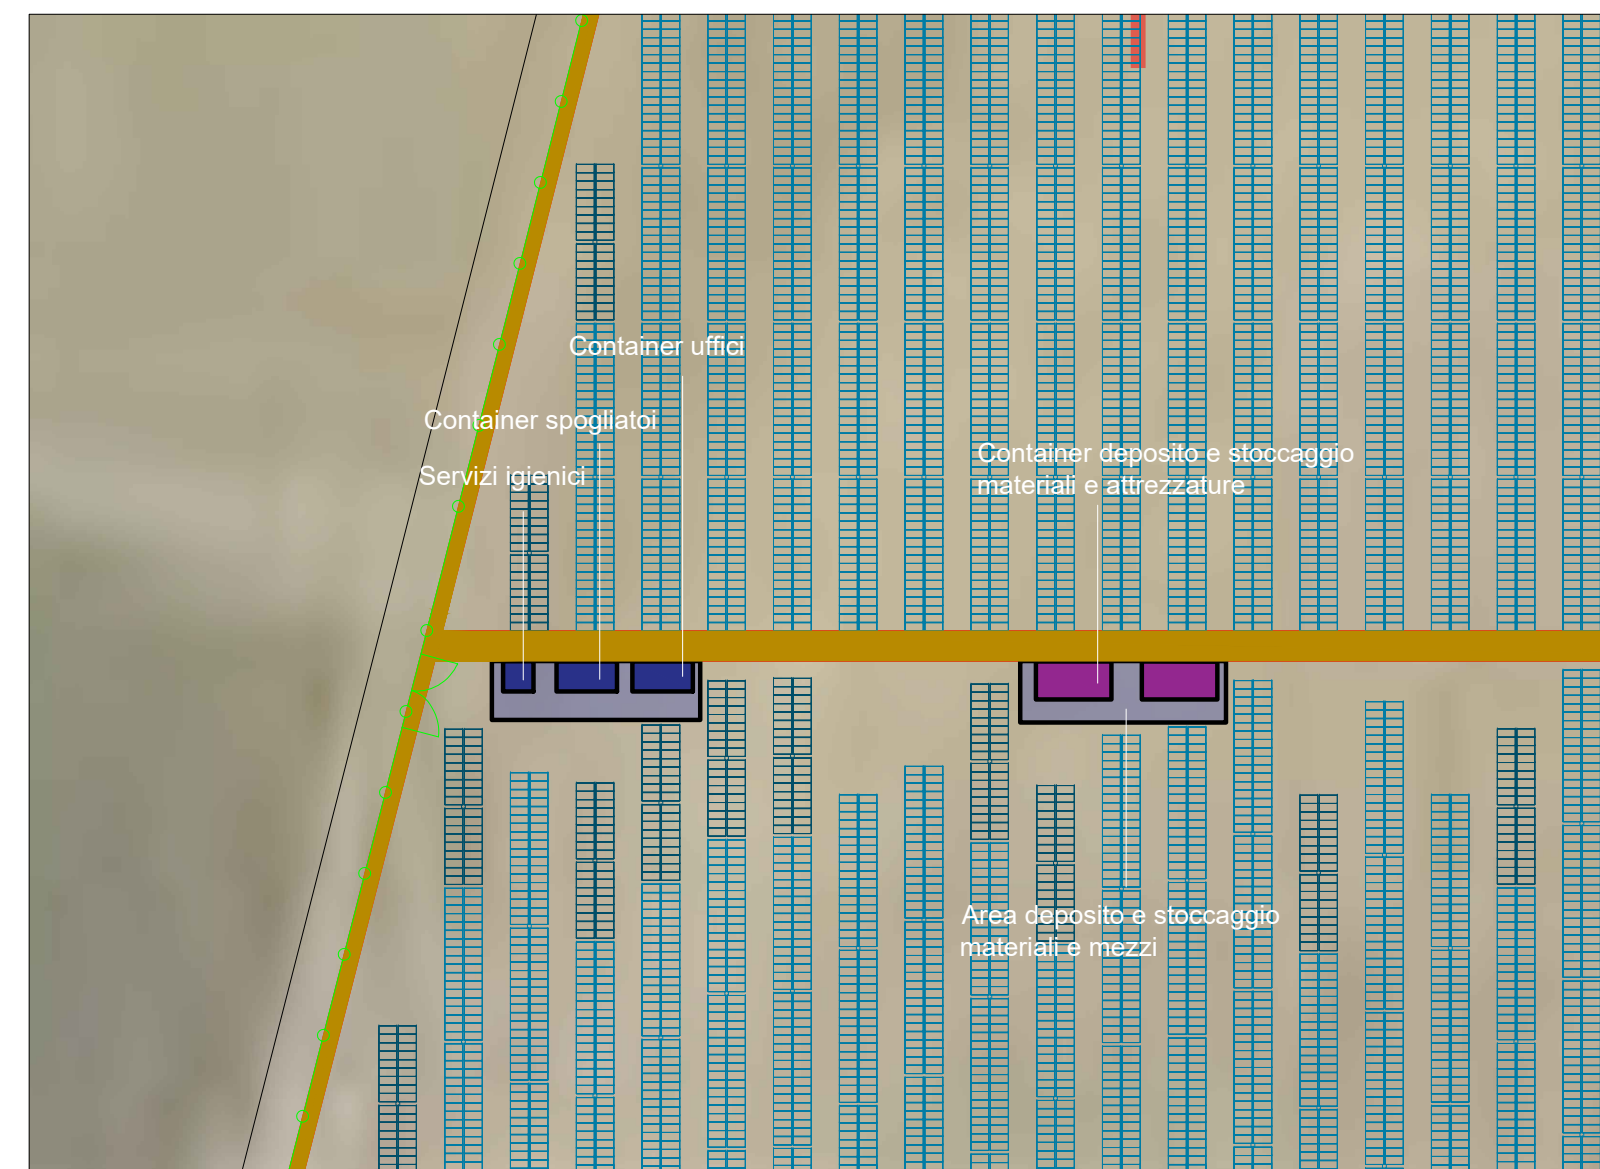 Container uffici
Container spogliatoi
Servizi igienici
Container deposito e stoccaggio
materiali e attrezzature
Area deposito e stoccaggio
materiali e mezzi